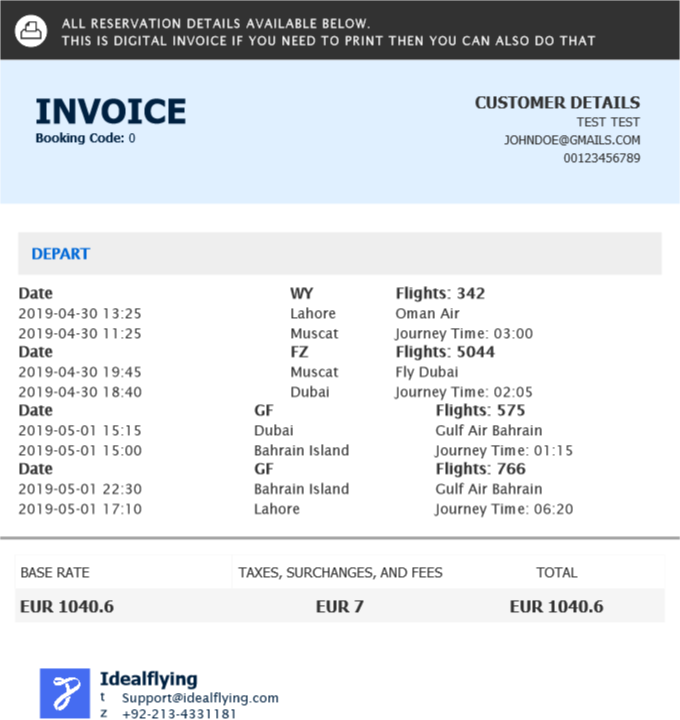 ALL RESERVATION DETAILS AVAILABLE BELOW.
THIS IS DIGITAL INVOICE IF YOU NEED TO PRINT THEN YOU CAN ALSO DO THAT
INVOICE
Booking Code: 0
CUSTOMER DETAILS
TEST TEST
JOHNDOE@GMAILS.COM
00123456789
DEPART
Date WY Flights: 342
2019-04-30 13:25 Lahore Oman Air
2019-04-30 11:25 Muscat Journey Time: 03:00
Date FZ Flights: 5044
2019-04-30 19:45 Muscat Fly Dubai
2019-04-30 18:40 Dubai Journey Time: 02:05
Date GF Flights: 575
2019-05-01 15:15 Dubai Gulf Air Bahrain
2019-05-01 15:00 Bahrain Island Journey Time: 01:15
Date GF Flights: 766
2019-05-01 22:30 Bahrain Island Gulf Air Bahrain
2019-05-01 17:10 Lahore Journey Time: 06:20
BASE RATE TAXES, SURCHANGES, AND FEES TOTAL
EUR 1040.6 EUR 7 EUR 1040.6
Idealflying
t Support@idealflying.com
z +92-213-4331181